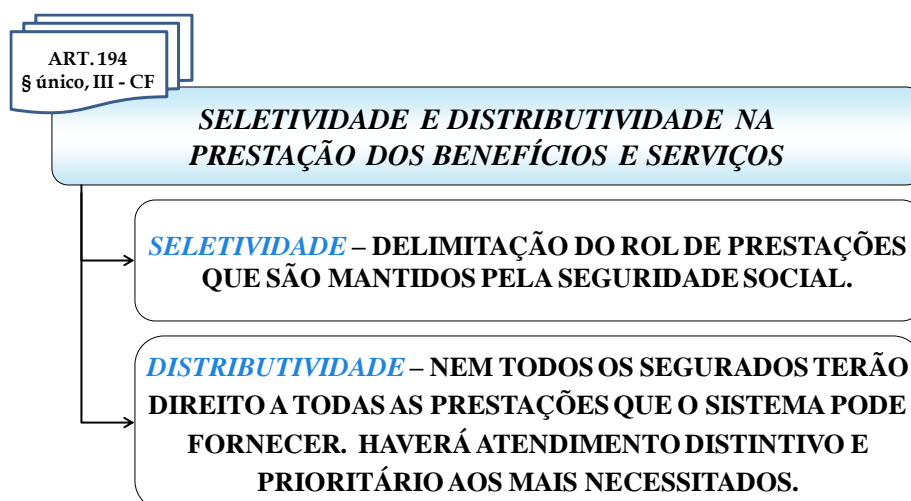 ART. 194
§ único, III - CF
SELETIVIDADE E DISTRIBUTIVIDADE NA
PRESTAÇÃO DOS BENEFÍCIOS E SERVIÇOS
SELETIVIDADE – DELIMITAÇÃO DO ROL DE PRESTAÇÕES
QUE SÃO MANTIDOS PELA SEGURIDADE SOCIAL.
DISTRIBUTIVIDADE – NEM TODOS OS SEGURADOS TERÃO
DIREITO A TODAS AS PRESTAÇÕES QUE O SISTEMA PODE
FORNECER. HAVERÁ ATENDIMENTO DISTINTIVO E
PRIORITÁRIO AOS MAIS NECESSITADOS.